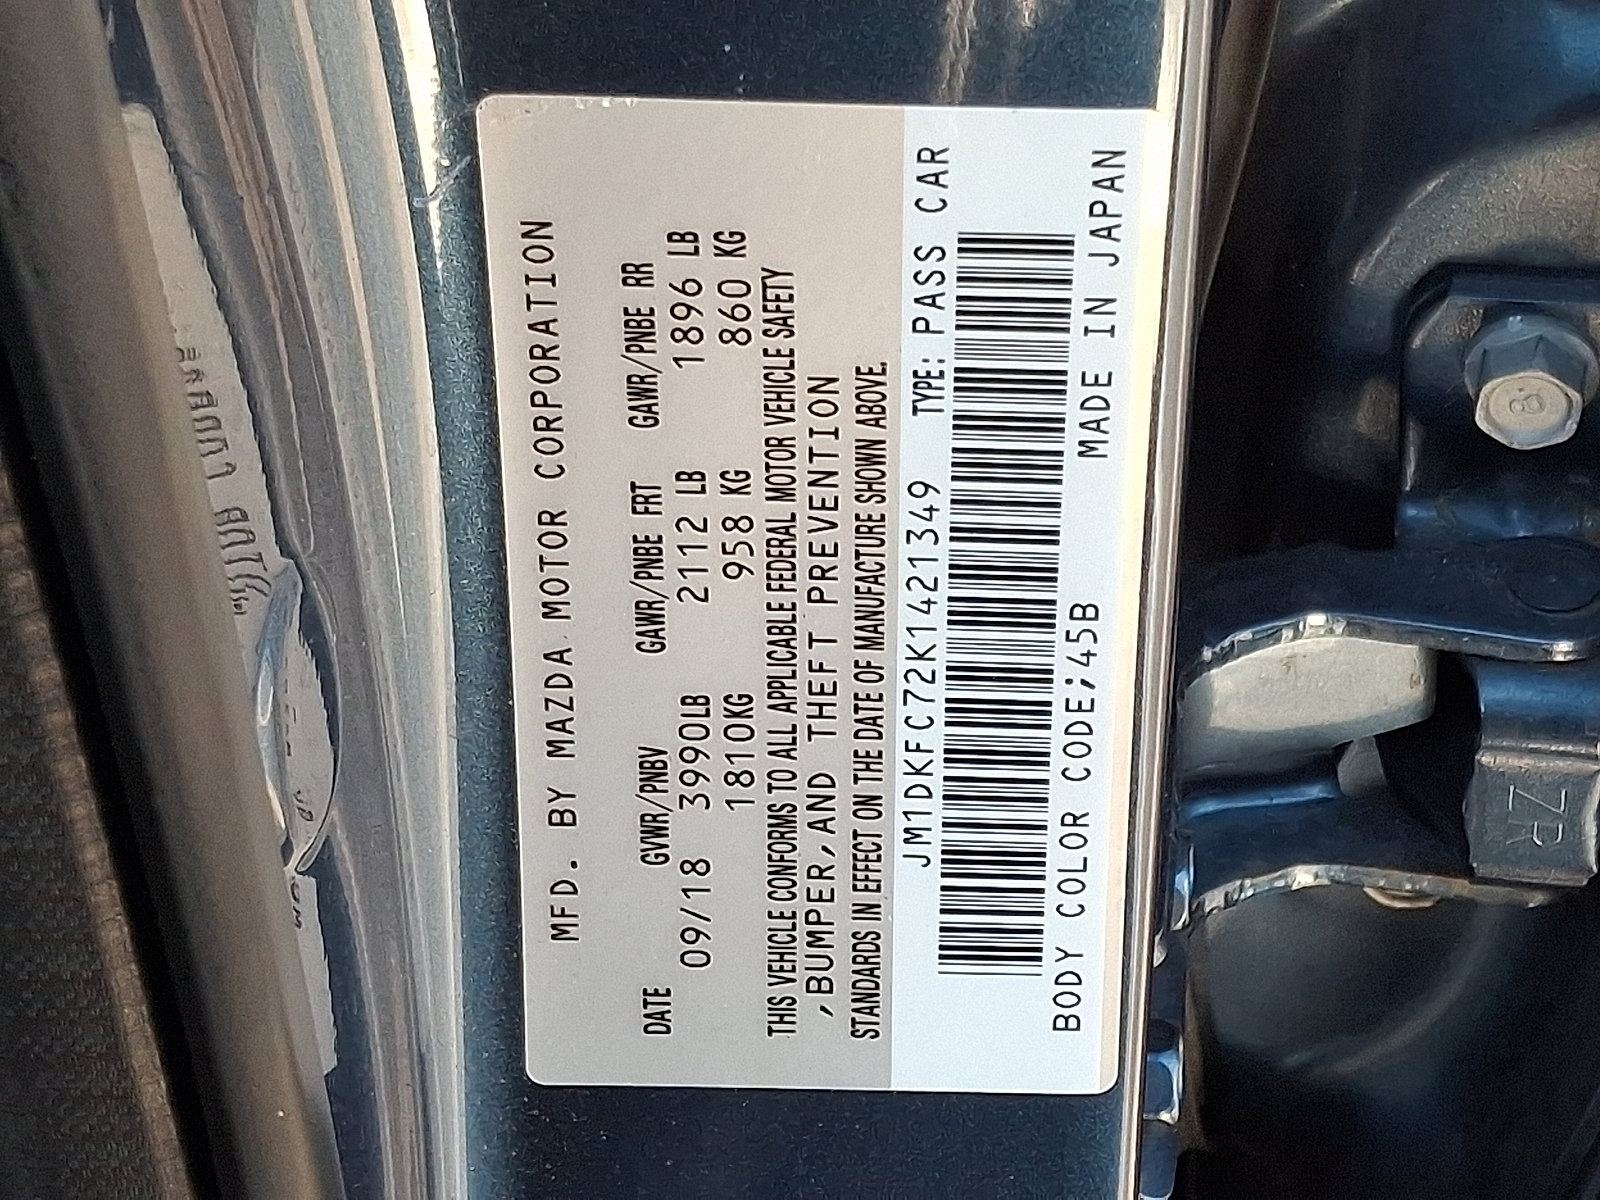 MFD. BY MAZDA MOTOR CORPORATION
DATE GVWR/PNBV GAWR/PNBE FRT GAWR/PNBE RR
09/18 3990LB 2112 LB 1896 LB
1810KG 958 KG 860 KG
THIS VEHICLE CONFORMS TO ALL APPLICABLE FEDERAL MOTOR VEHICLE SAFETY
,BUMPER,AND THEFT PREVENTION
STANDARDS IN EFFECT ON THE DATE OF MANUFACTURE SHOWN ABOVE.
JM1DKFC72K1421349 TYPE: PASS CAR
BODY COLOR CODE;45B MADE IN JAPAN
8
ZR